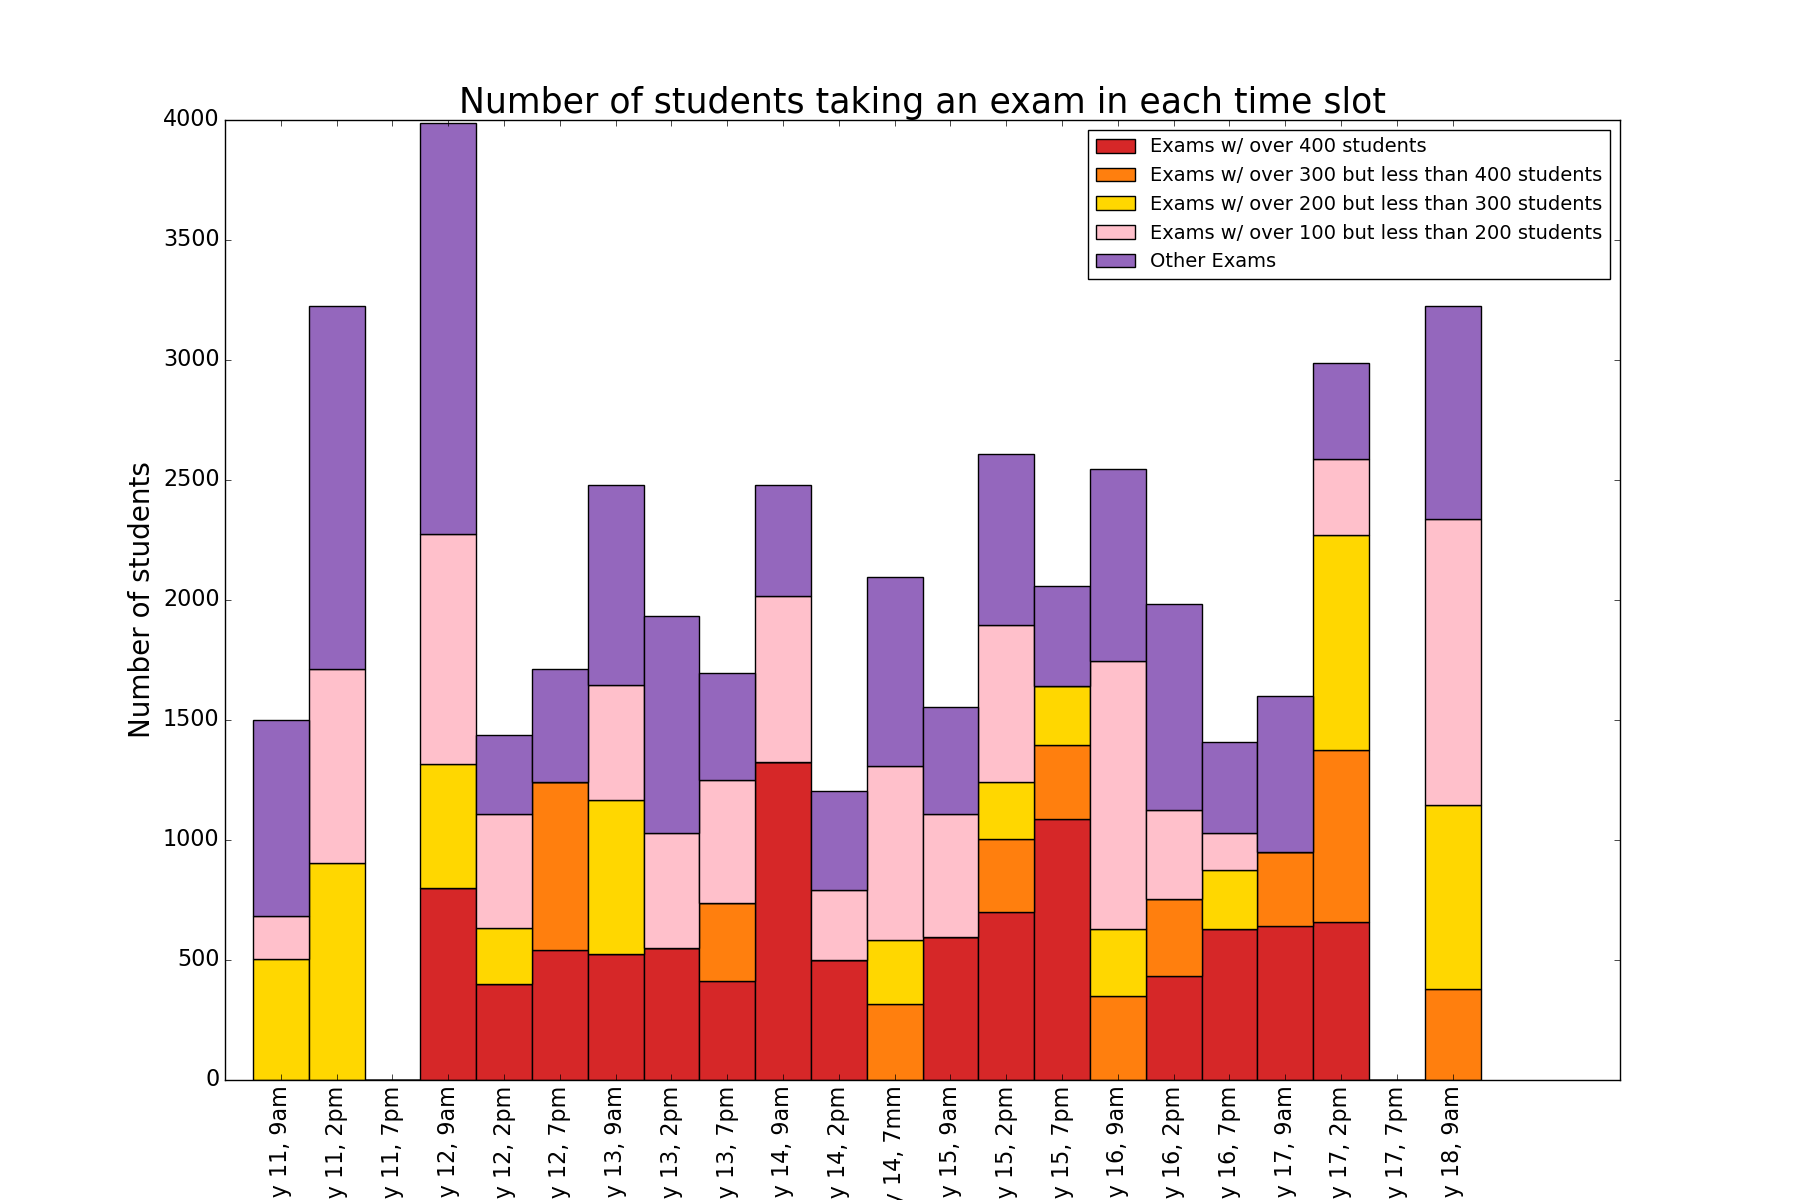 Number of students taking an exam in each time slot
Exams w/ over 400 students
Exams w/ over 300 but less than 400 students
Exams w/ over 200 but less than 300 students
Exams w/ over 100 but less than 200 students
Other Exams
Number of students
4000
3500
3000
2500
2000
1500
1000
500
0
y 11, 9am
y 11, 2pm
y 11, 7pm
y 12, 9am
y 12, 2pm
y 12, 7pm
y 13, 9am
y 13, 2pm
y 13, 7pm
y 14, 9am
y 14, 2pm
y 14, 7mm
y 15, 9am
y 15, 2pm
y 15, 7pm
y 16, 9am
y 16, 2pm
y 16, 7pm
y 17, 9am
y 17, 2pm
y 17, 7pm
y 18, 9am